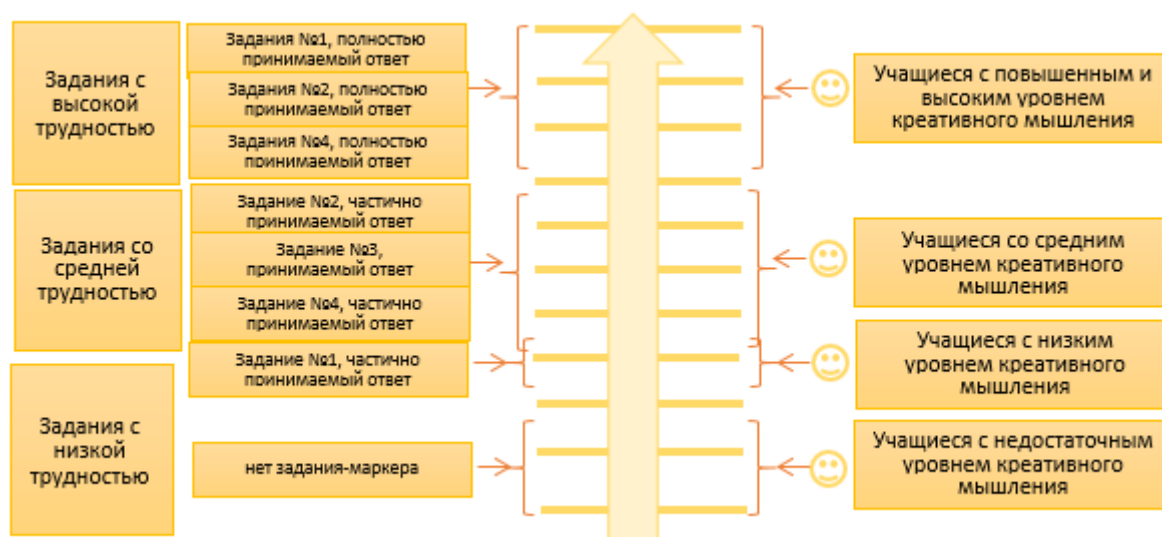 Задания с
высокой
трудностью
Задания №1, полностью
принимаемый ответ
Задания №2, полностью
принимаемый ответ
Задания №4, полностью
принимаемый ответ
Учащиеся с повышенным и
высоким уровнем
креативного мышления
Задания со
средней
трудностью
Задание №2, частично
принимаемый ответ
Задание №3,
принимаемый ответ
Задание №4, частично
принимаемый ответ
Учащиеся со средним
уровнем креативного
мышления
Задание №1, частично
принимаемый ответ
Учащиеся с низким
уровнем креативного
мышления
Задания с
низкой
трудностью
нет задания-маркера
Учащиеся с недостаточным
уровнем креативного
мышления